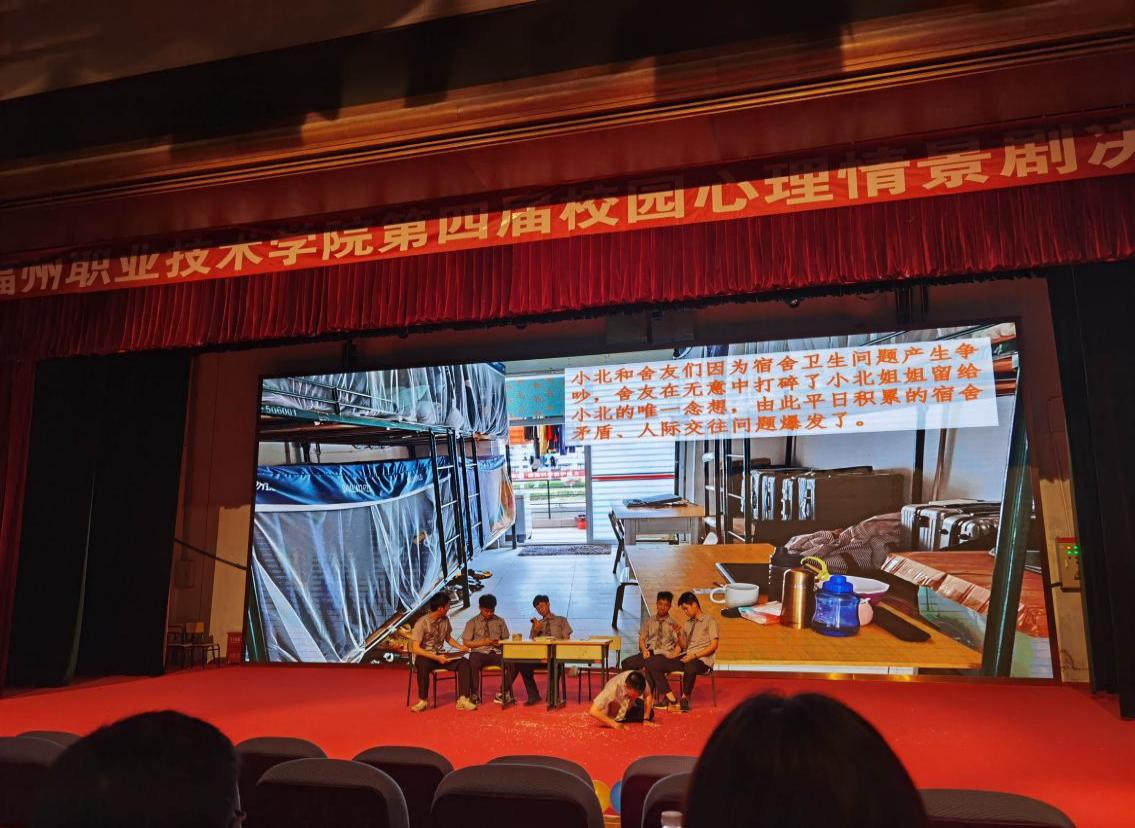 福州职业技术学院第四届校园心理情景剧决
小北和舍友们因为宿舍卫生问题产生争
吵，舍友在无意中打碎了小北姐姐留给
小北的唯一念想，由此平日积累的宿舍
矛盾、人际交往问题爆发了。
506001